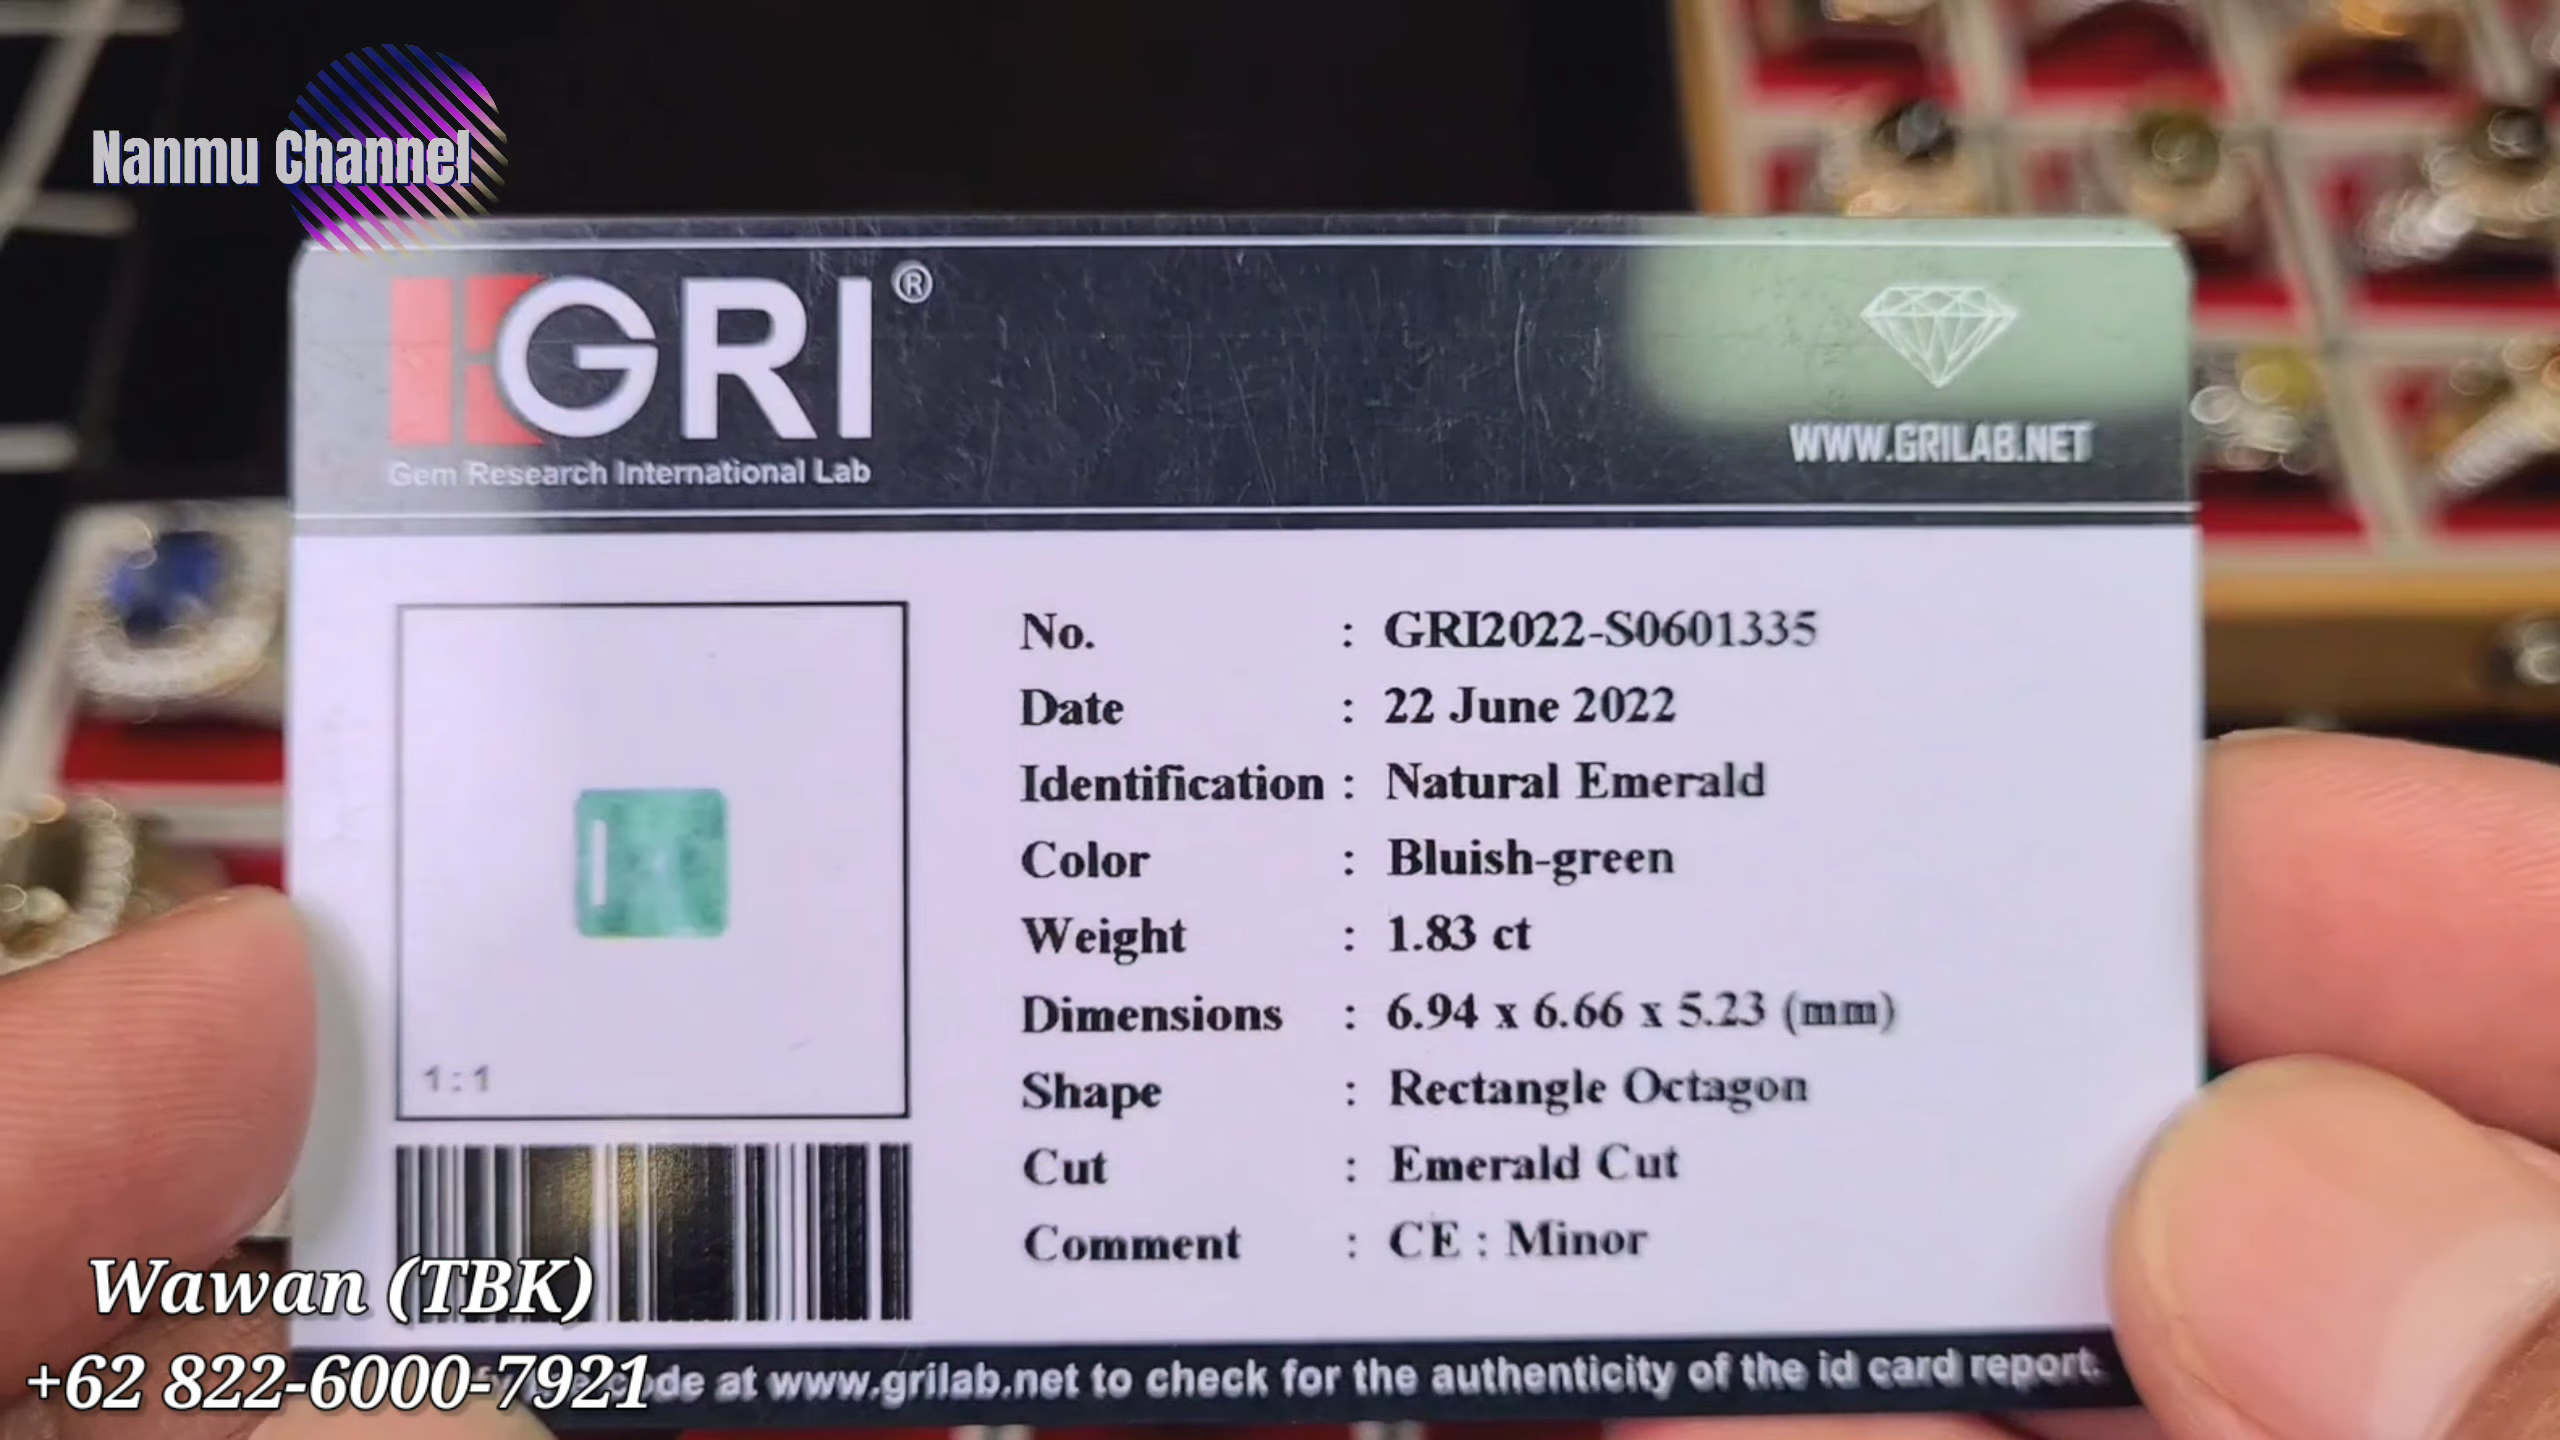 Nanmu Channel
GRI®
Gem Research International Lab
WWW.GRILAB.NET
No. : GRI2022-S0601335
Date : 22 June 2022
Identification : Natural Emerald
Color : Bluish-green
Weight : 1.83 ct
Dimensions : 6.94 x 6.66 x 5.23 (mm)
Shape : Rectangle Octagon
Cut : Emerald Cut
Comment : CE : Minor
1:1
Wawan (TBK)
+62 822-6000-7921
at www.grilab.net to check for the authenticity of the id card report.